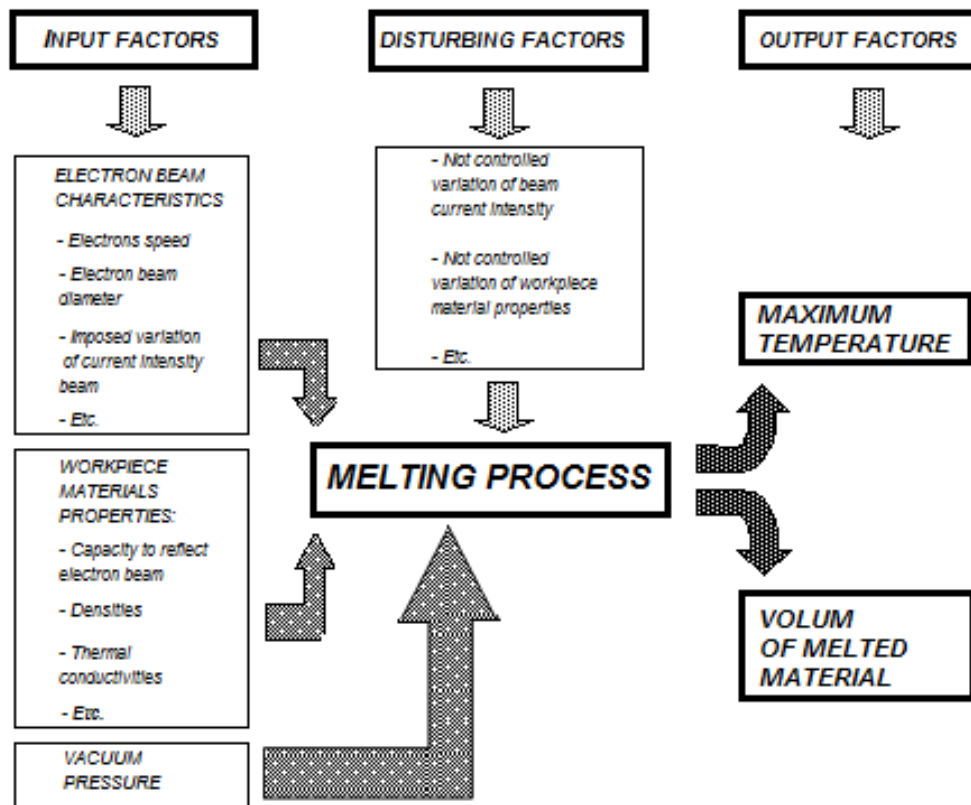 INPUT FACTORS
DISTURBING FACTORS
OUTPUT FACTORS
ELECTRON BEAM
CHARACTERISTICS
- Electrons speed
- Electron beam
diameter
- Imposed variation
of current intensity
beam
- Etc.
- Not controlled
variation of beam
current intensity
- Not controlled
variation of workpiece
material properties
- Etc.
WORKPIECE
MATERIALS
PROPERTIES:
- Capacity to reflect
electron beam
- Densities
- Thermal
conductivities
- Etc.
VACUUM
PRESSURE
MELTING PROCESS
MAXIMUM
TEMPERATURE
VOLUM
OF MELTED
MATERIAL